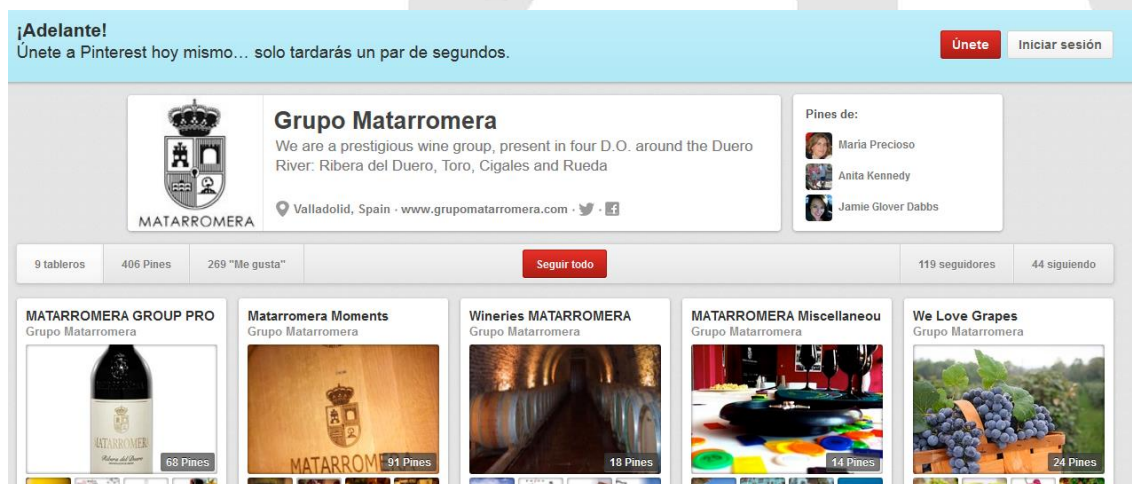 ¡Adelante!
Únete a Pinterest hoy mismo… solo tardarás un par de segundos.
Únete
Iniciar sesión
MATARROMERA
Grupo Matarromera
We are a prestigious wine group, present in four D.O. around the Duero
River: Ribera del Duero, Toro, Cigales and Rueda
Valladolid, Spain · www.grupomatarromera.com
Pines de:
Maria Precioso
Anita Kennedy
Jamie Glover Dabbs
9 tableros
406 Pines
269 "Me gusta"
Seguir todo
119 seguidores
44 siguiendo
MATARROMERA GROUP PRO
Grupo Matarromera
MATARROMER
Ribera del Duero
68 Pines
Matarromera Moments
Grupo Matarromera
MATARROM
91 Pines
Wineries MATARROMERA
Grupo Matarromera
18 Pines
MATARROMERA Miscellaneou
Grupo Matarromera
14 Pines
We Love Grapes
Grupo Matarromera
24 Pines